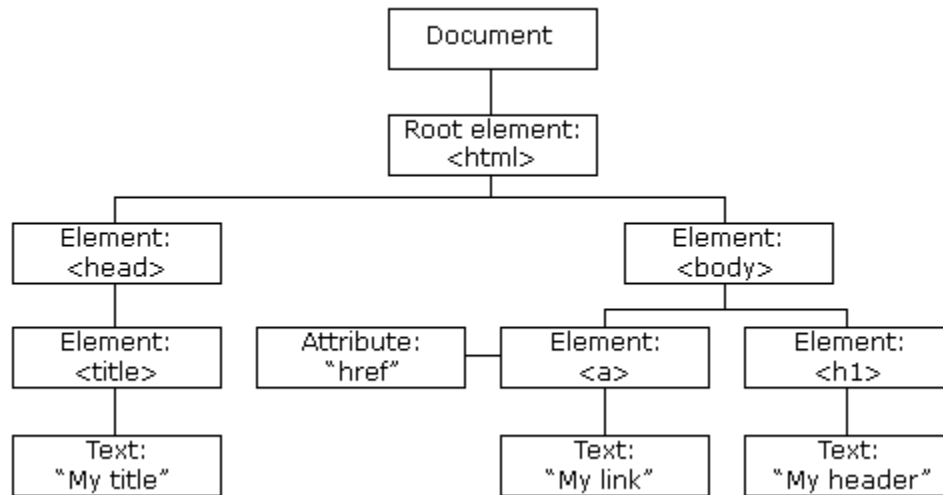 Document
Root element:
<html>
Element:
<head>
Element:
<body>
Element:
<title>
Attribute:
“href”
Element:
<a>
Element:
<h1>
Text:
“My title”
Text:
“My link”
Text:
“My header”